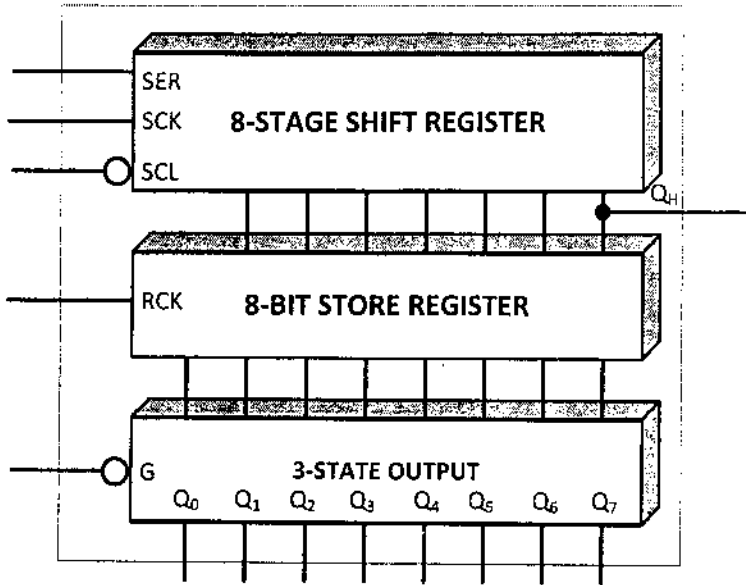 SER
SCK
8-STAGE SHIFT REGISTER
SCL
Q_H
RCK
8-BIT STORE REGISTER
G
3-STATE OUTPUT
Q₀ Q₁ Q₂ Q₃ Q₄ Q₅ Q₆ Q₇